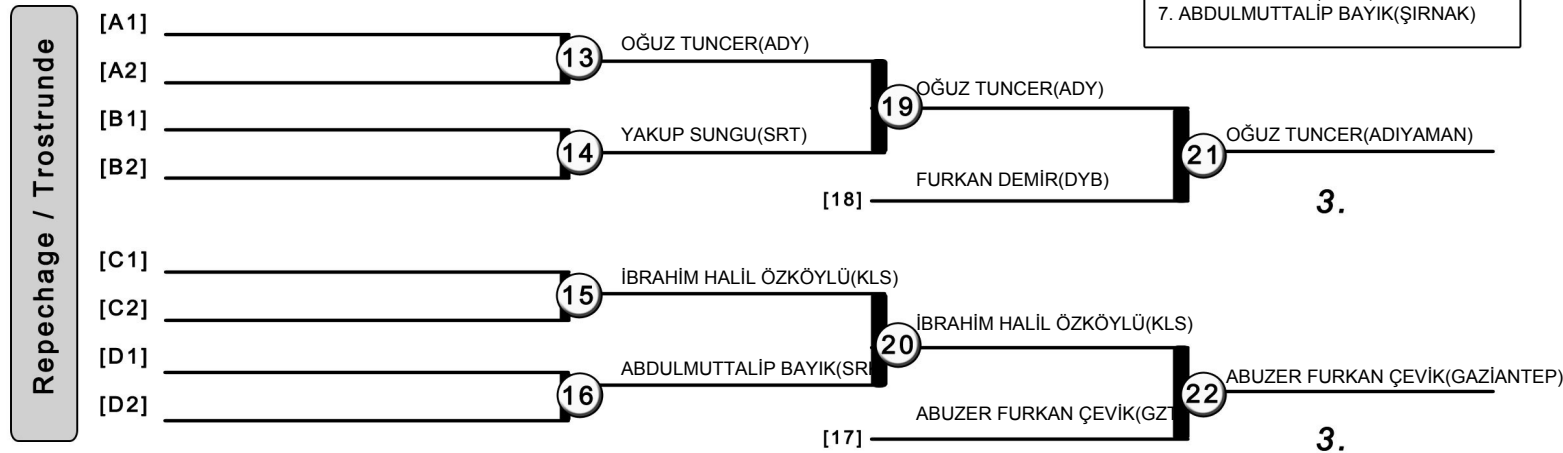 7. ABDULMUTTALİP BAYIK(ŞIRNAK)
Repechage / Trostrunde
[A1]
[A2]
[B1]
[B2]
13
14
OĞUZ TUNCER(ADY)
YAKUP SUNGU(SRT)
19
OĞUZ TUNCER(ADY)
[18]
FURKAN DEMİR(DYB)
21
OĞUZ TUNCER(ADIYAMAN)
3.
[C1]
[C2]
[D1]
[D2]
15
16
İBRAHİM HALİL ÖZKÖYLÜ(KLS)
ABDULMUTTALİP BAYIK(
20
İBRAHİM HALİL ÖZKÖYLÜ(KLS)
[17]
ABUZER FURKAN ÇEVİK(GZT
22
ABUZER FURKAN ÇEVİK(GAZİANTEP)
3.